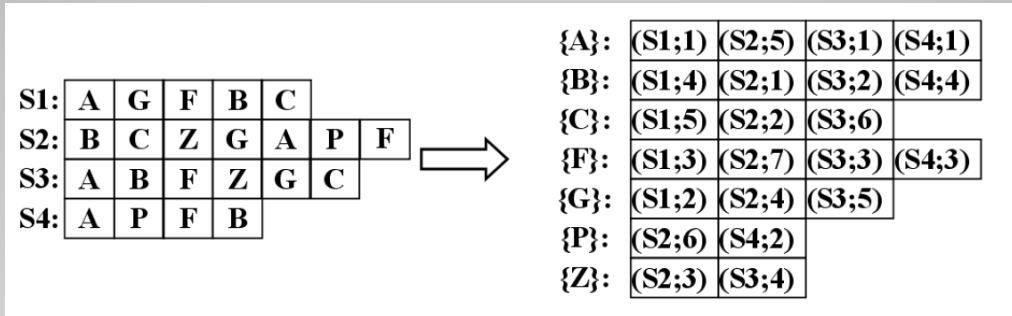 S1: A G F B C
S2: B C Z G A P F
S3: A B F Z G C
S4: A P F B
{A}: (S1;1) (S2;5) (S3;1) (S4;1)
{B}: (S1;4) (S2;1) (S3;2) (S4;4)
{C}: (S1;5) (S2;2) (S3;6)
{F}: (S1;3) (S2;7) (S3;3) (S4;3)
{G}: (S1;2) (S2;4) (S3;5)
{P}: (S2;6) (S4;2)
{Z}: (S2;3) (S3;4)